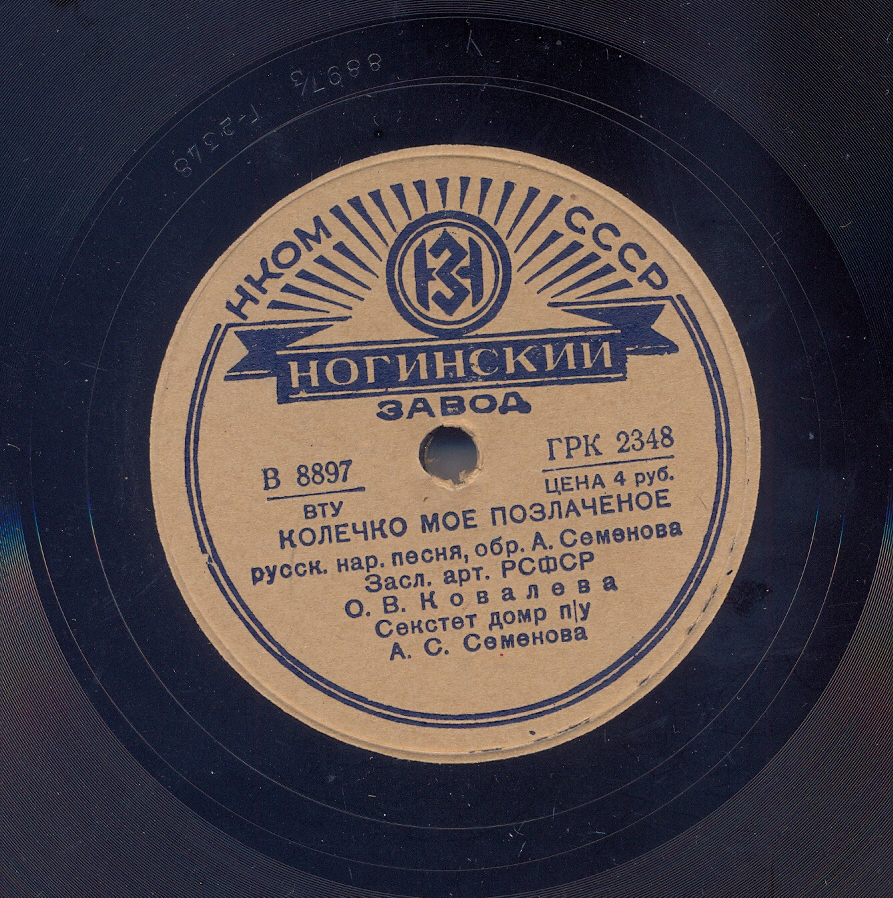 8897/3
Г-2348
НКОМ СССР
НЗ
НОГИНСКИЙ
ЗАВОД
В 8897
ГРК 2348
ВТУ
ЦЕНА 4 руб.
КОЛЕЧКО МОЕ ПОЗЛАЧЕНОЕ
русск. нар. песня, обр. А. Семенова
Засл. арт. РСФСР
О. В. Ковалева
Секстет домр п/у
А. С. Семенова